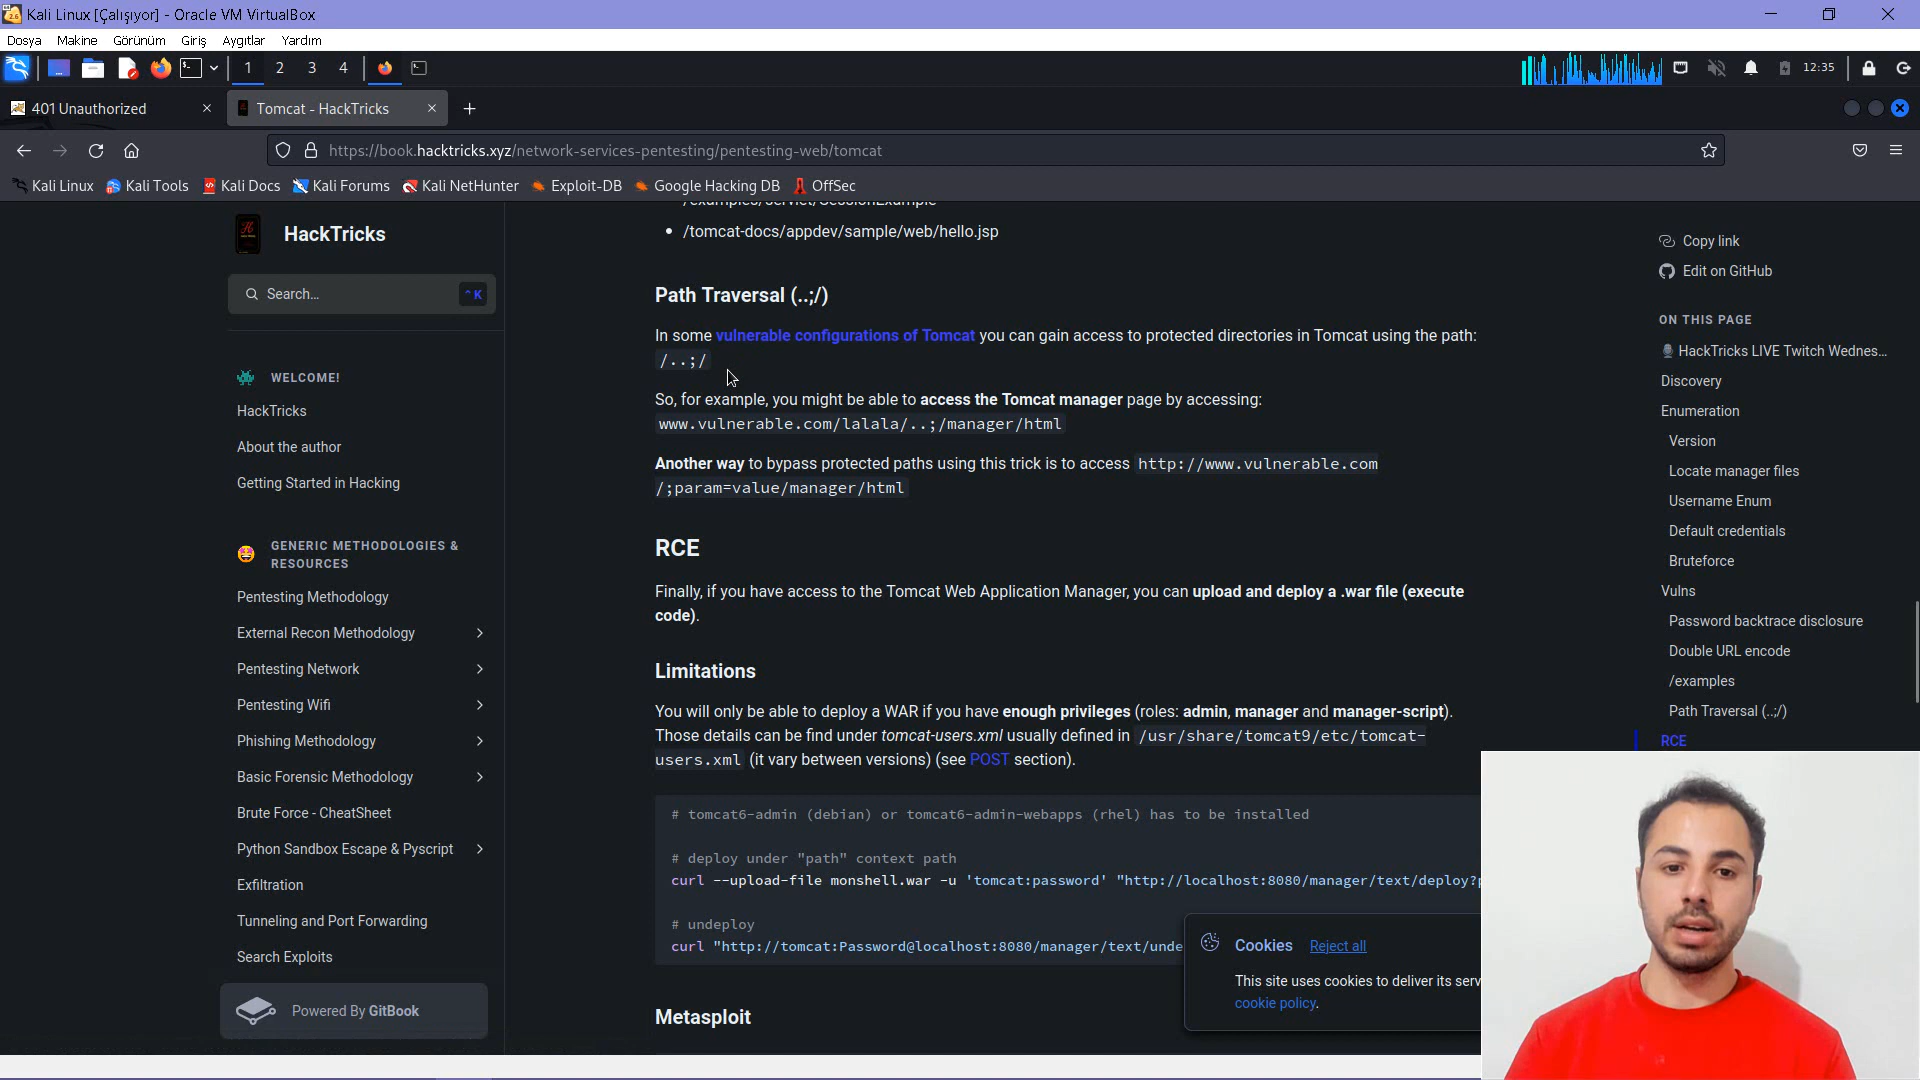 Kali Linux [Çalışıyor] - Oracle VM VirtualBox
Dosya Makine Görünüm Giriş Aygıtlar Yardım
1 2 3 4
12:35
401 Unauthorized
Tomcat - HackTricks
https://book.hacktricks.xyz/network-services-pentesting/pentesting-web/tomcat
Kali Linux Kali Tools Kali Docs Kali Forums Kali NetHunter Exploit-DB Google Hacking DB OffSec
HackTricks
Search...
⌃K
WELCOME!
HackTricks
About the author
Getting Started in Hacking
GENERIC METHODOLOGIES &
RESOURCES
Pentesting Methodology
External Recon Methodology
Pentesting Network
Pentesting Wifi
Phishing Methodology
Basic Forensic Methodology
Brute Force - CheatSheet
Python Sandbox Escape & Pyscript
Exfiltration
Tunneling and Port Forwarding
Search Exploits
Powered By GitBook
/examples/servlet/SessionExample
• /tomcat-docs/appdev/sample/web/hello.jsp
Path Traversal (..;/)
In some vulnerable configurations of Tomcat you can gain access to protected directories in Tomcat using the path:
/..;/
So, for example, you might be able to access the Tomcat manager page by accessing:
www.vulnerable.com/lalala/..;/manager/html
Another way to bypass protected paths using this trick is to access http://www.vulnerable.com
/;param=value/manager/html
RCE
Finally, if you have access to the Tomcat Web Application Manager, you can upload and deploy a .war file (execute
code).
Limitations
You will only be able to deploy a WAR if you have enough privileges (roles: admin, manager and manager-script).
Those details can be find under tomcat-users.xml usually defined in /usr/share/tomcat9/etc/tomcat-
users.xml (it vary between versions) (see POST section).
# tomcat6-admin (debian) or tomcat6-admin-webapps (rhel) has to be installed
# deploy under "path" context path
curl --upload-file monshell.war -u 'tomcat:password' "http://localhost:8080/manager/text/deploy?p
# undeploy
curl "http://tomcat:Password@localhost:8080/manager/text/unde
Metasploit
Cookies Reject all
This site uses cookies to deliver its serv
cookie policy.
Copy link
Edit on GitHub
ON THIS PAGE
HackTricks LIVE Twitch Wednes...
Discovery
Enumeration
Version
Locate manager files
Username Enum
Default credentials
Bruteforce
Vulns
Password backtrace disclosure
Double URL encode
/examples
Path Traversal (..;/)
RCE